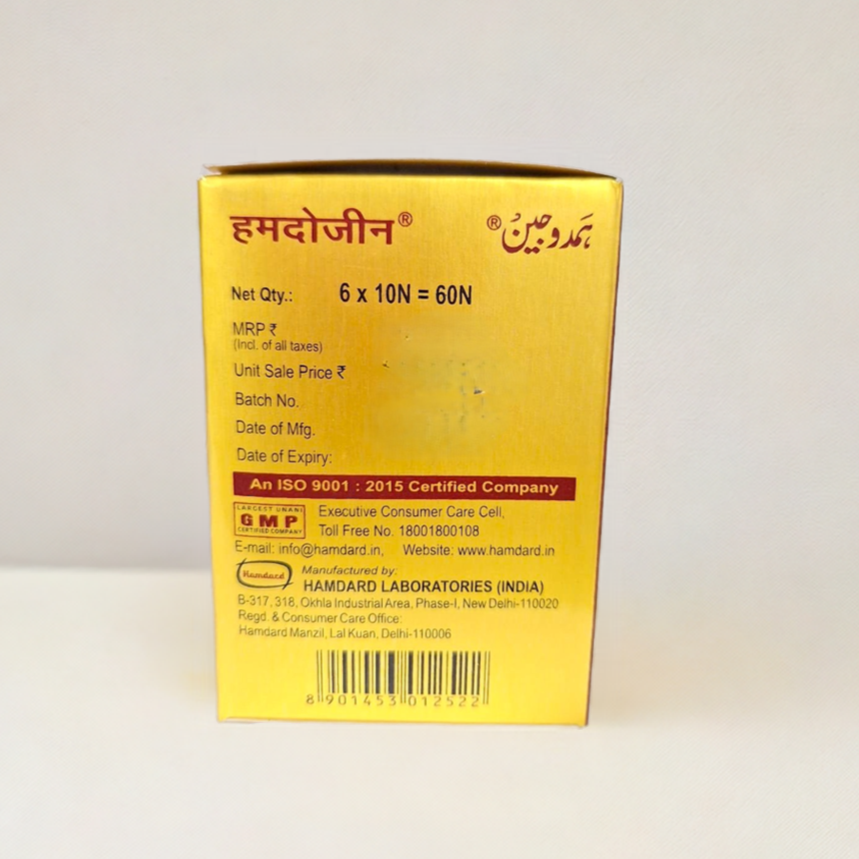 हमदोजीन®
ہمدوجین®
Net Qty.: 6 x 10N = 60N
MRP ₹
(Incl. of all taxes)
Unit Sale Price ₹
Batch No.
Date of Mfg.
Date of Expiry:
An ISO 9001 : 2015 Certified Company
LARGEST UNANI
GMP
CERTIFIED COMPANY
Executive Consumer Care Cell,
Toll Free No. 18001800108
E-mail: info@hamdard.in, Website: www.hamdard.in
Hamdard
Manufactured by:
HAMDARD LABORATORIES (INDIA)
B-317, 318, Okhla Industrial Area, Phase-I, New Delhi-110020
Regd. & Consumer Care Office:
Hamdard Manzil, Lal Kuan, Delhi-110006
8 901453 012522